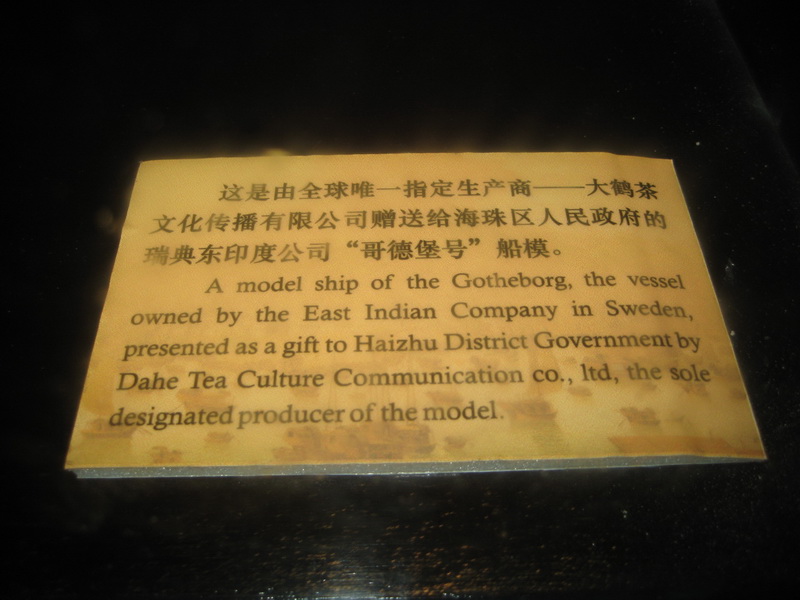 这是由全球唯一指定生产商——大鹤茶
文化传播有限公司赠送给海珠区人民政府的
瑞典东印度公司“哥德堡号”船模。
A model ship of the Gotheborg, the vessel
owned by the East Indian Company in Sweden,
presented as a gift to Haizhu District Government by
Dahe Tea Culture Communication co., ltd, the sole
designated producer of the model.